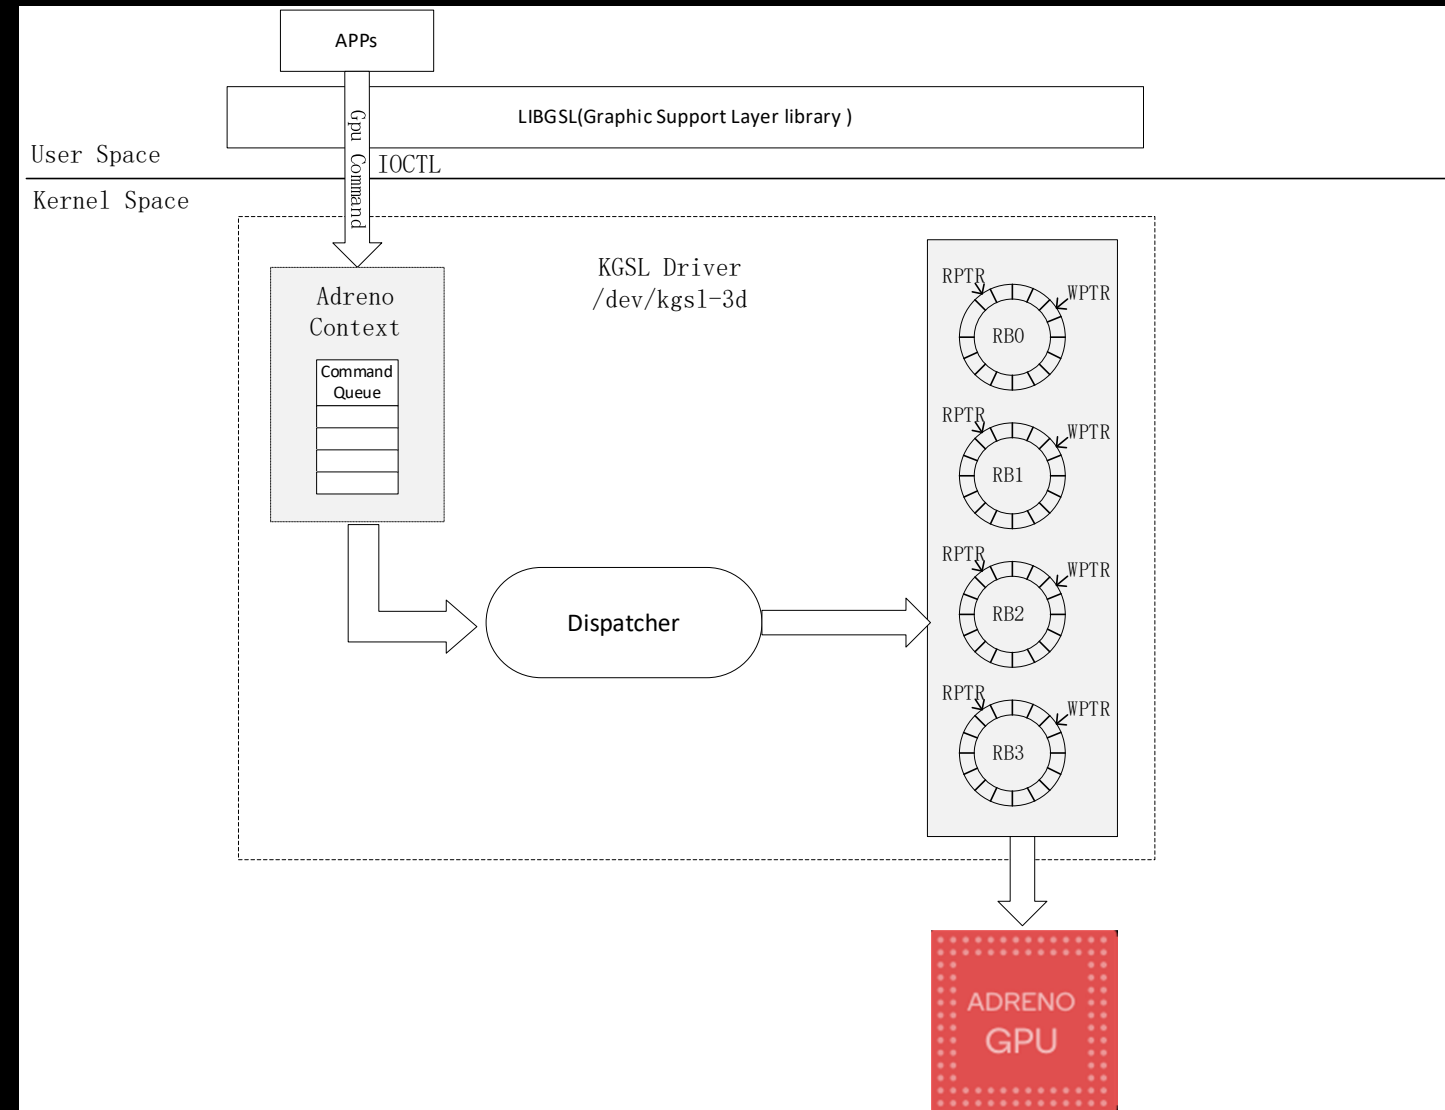 APPs
LIBGSL(Graphic Support Layer library )
Gpu Command
User Space
IOCTL
Kernel Space
KGSL Driver
/dev/kgsl-3d
Adreno
Context
Command
Queue
Dispatcher
RPTR
WPTR
RB0
RPTR
WPTR
RB1
RPTR
WPTR
RB2
RPTR
WPTR
RB3
ADRENO
GPU